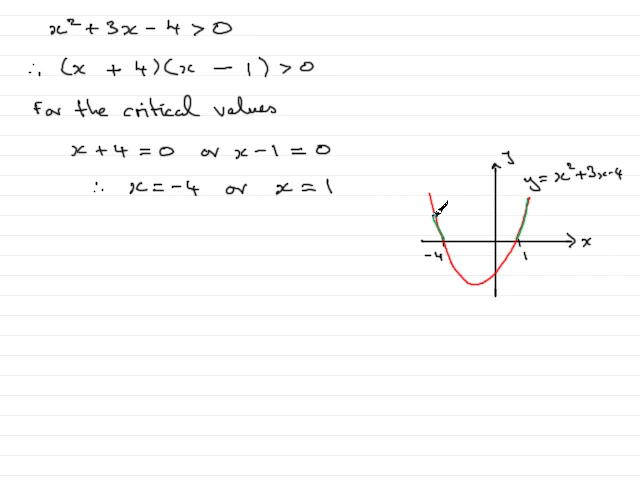 x² + 3x - 4 > 0
∴ (x + 4)(x - 1) > 0
For the critical values
x + 4 = 0 or x - 1 = 0
∴ x = -4 or x = 1
y
y = x² + 3x - 4
x
-4
1